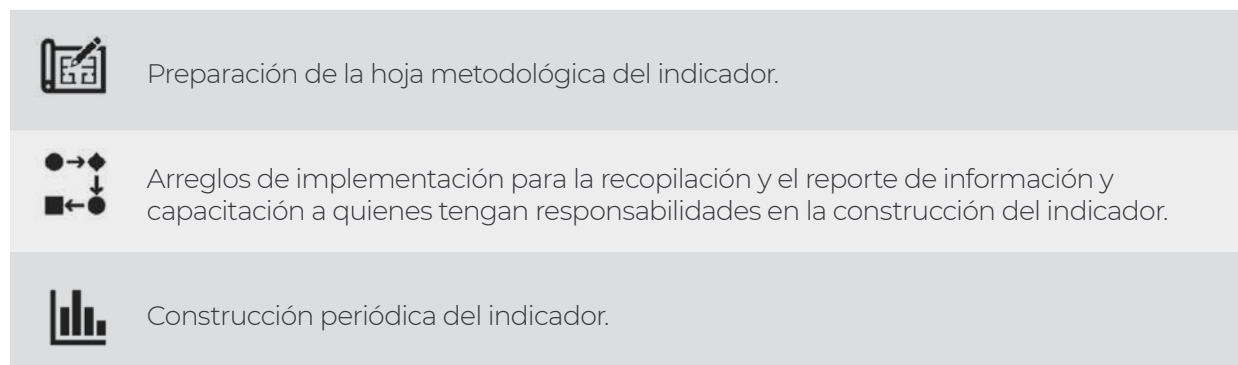 Preparación de la hoja metodológica del indicador.
Arreglos de implementación para la recopilación y el reporte de información y
capacitación a quienes tengan responsabilidades en la construcción del indicador.
Construcción periódica del indicador.